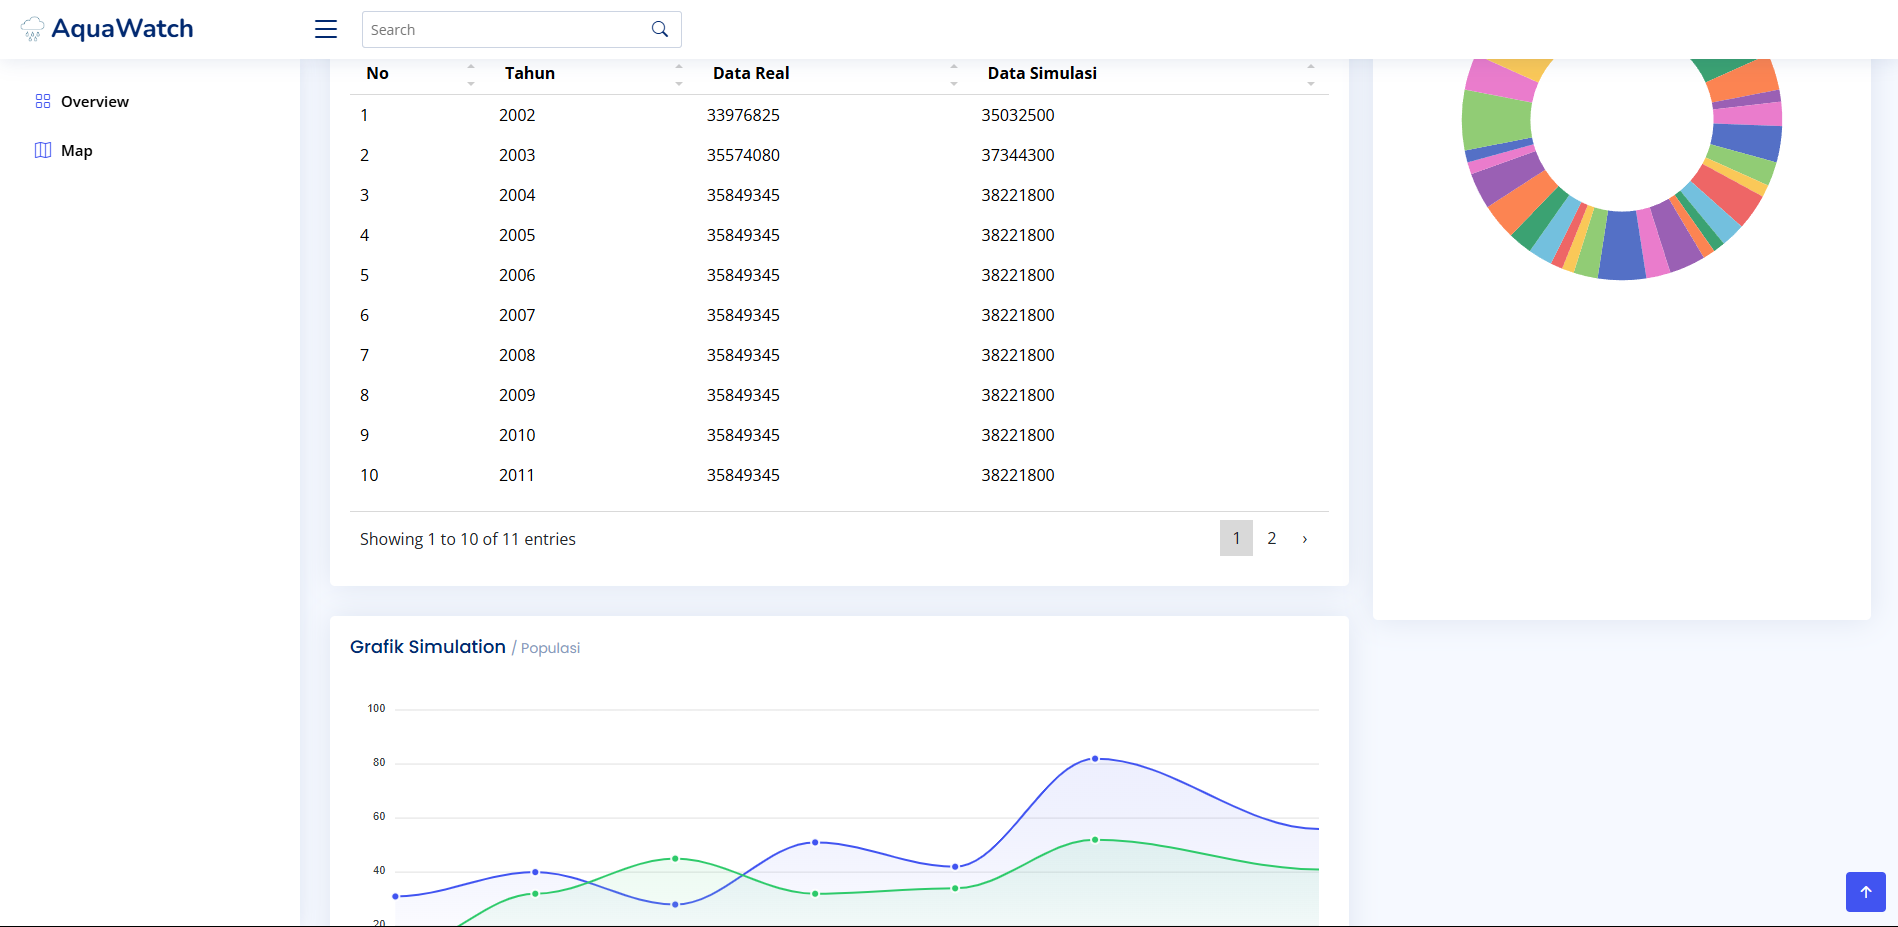 AquaWatch
Search
Overview
Map
No Tahun Data Real Data Simulasi
1 2002 33976825 35032500
2 2003 35574080 37344300
3 2004 35849345 38221800
4 2005 35849345 38221800
5 2006 35849345 38221800
6 2007 35849345 38221800
7 2008 35849345 38221800
8 2009 35849345 38221800
9 2010 35849345 38221800
10 2011 35849345 38221800
Showing 1 to 10 of 11 entries 1 2 ›
Grafik Simulation / Populasi
100
80
60
40
20